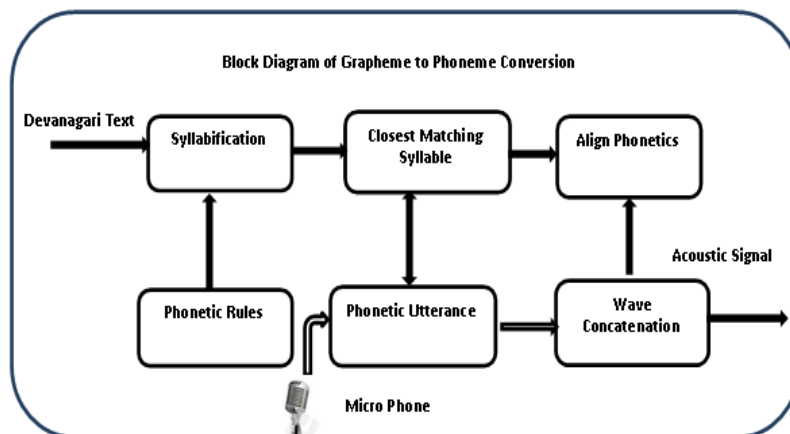 Block Diagram of Grapheme to Phoneme Conversion
Devanagari Text
Syllabification
Closest Matching
Syllable
Align Phonetics
Acoustic Signal
Phonetic Rules
Phonetic Utterance
Wave
Concatenation
Micro Phone